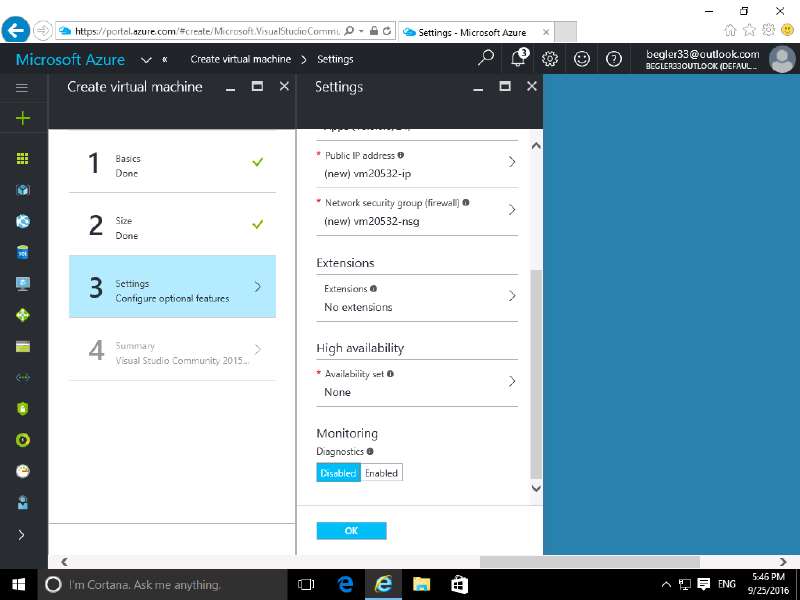 https://portal.azure.com/#create/Microsoft.VisualStudioCommu
Settings - Microsoft Azure
Microsoft Azure
Create virtual machine
Settings
3
begler33@outlook.com
BEGLER33OUTLOOK (DEFAUL...
Create virtual machine
1
Basics
Done
2
Size
Done
3
Settings
Configure optional features
4
Summary
Visual Studio Community 2015...
Settings
* Public IP address
(new) vm20532-ip
* Network security group (firewall)
(new) vm20532-nsg
Extensions
Extensions
No extensions
High availability
* Availability set
None
Monitoring
Diagnostics
Disabled Enabled
OK
I'm Cortana. Ask me anything.
ENG
5:46 PM
9/25/2016